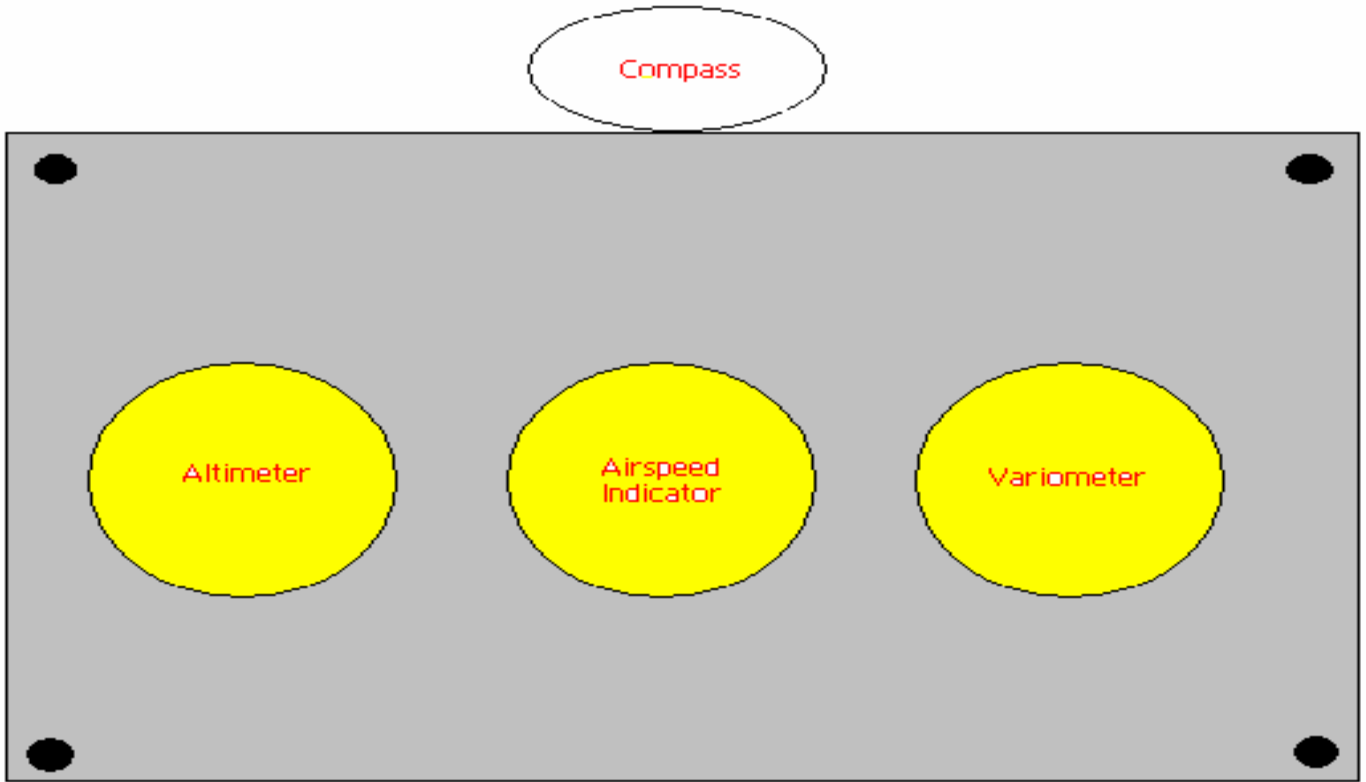 Compass
Altimeter
Airspeed
Indicator
Variometer